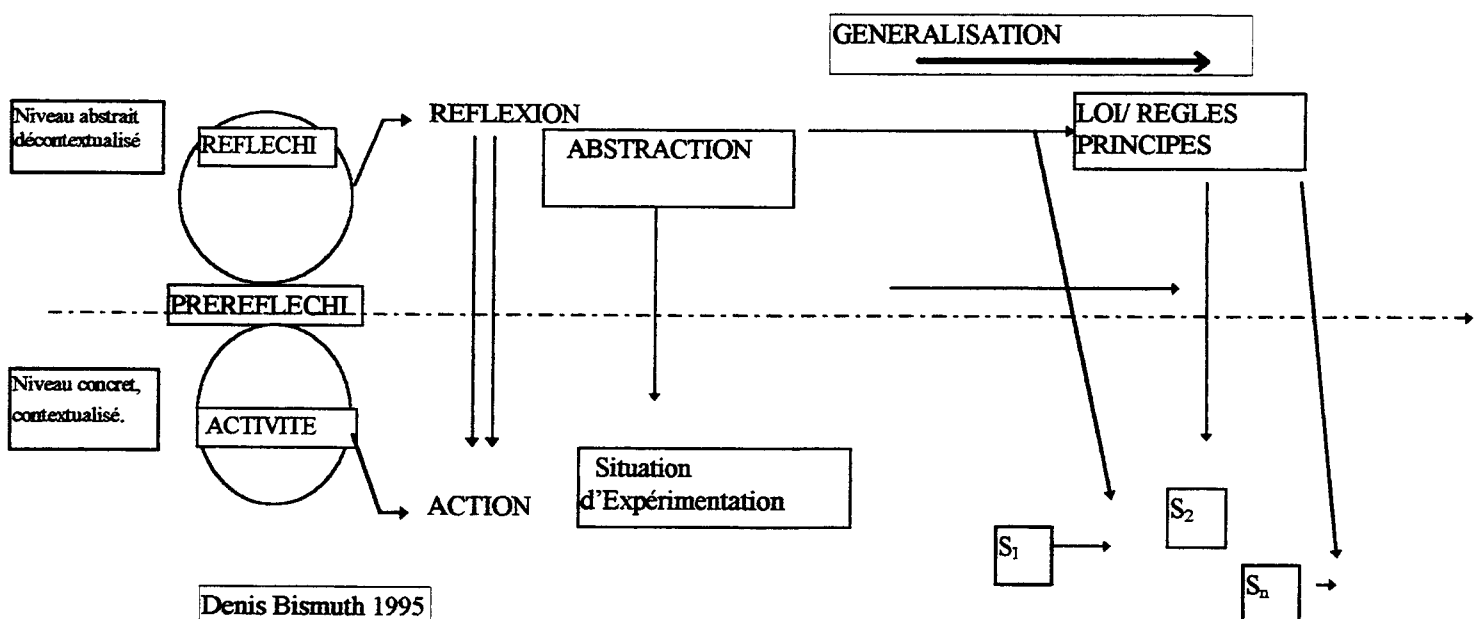 GENERALISATION
Niveau abstrait
décontextualisé
REFLECHI
REFLEXION
ABSTRACTION
LOI/ REGLES
PRINCIPES
PREREFLECHI
Niveau concret,
contextualisé.
ACTIVITE
ACTION
Situation
d'Expérimentation
S1
S2
Sn
Denis Bismuth 1995